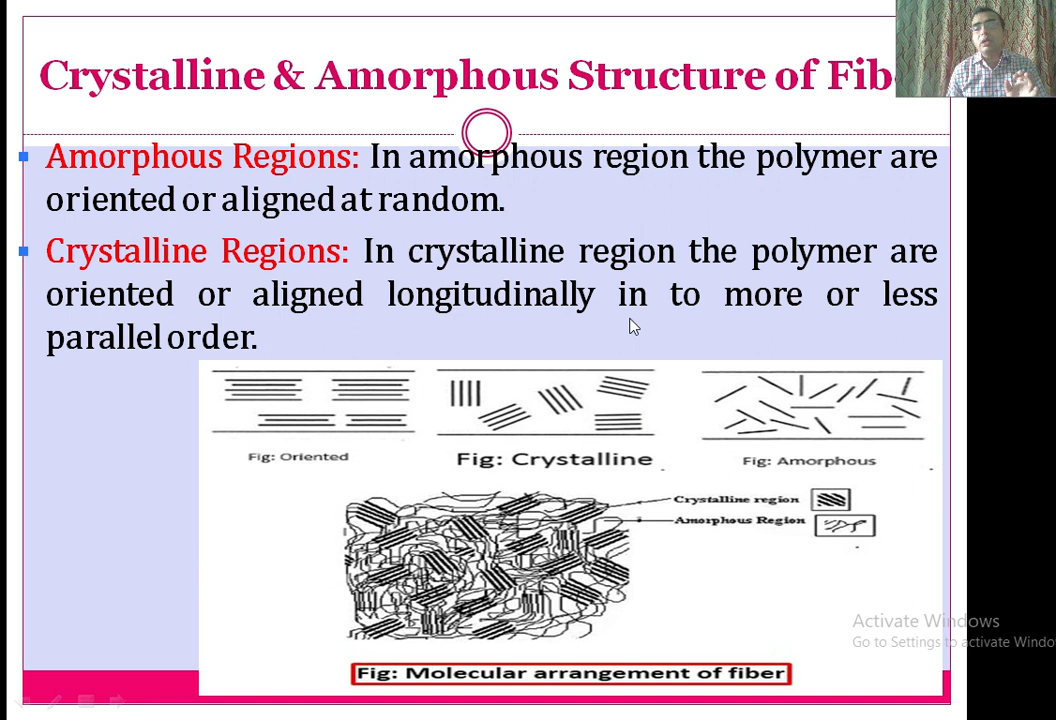 Crystalline & Amorphous Structure of Fib
Amorphous Regions: In amorphous region the polymer are
oriented or aligned at random.
Crystalline Regions: In crystalline region the polymer are
oriented or aligned longitudinally in to more or less
parallel order.
Fig: Oriented
Fig: Crystalline
Fig: Amorphous
Crystalline region
Amorphous Region
Fig: Molecular arrangement of fiber
Activate Windows
Go to Settings to activate Windo